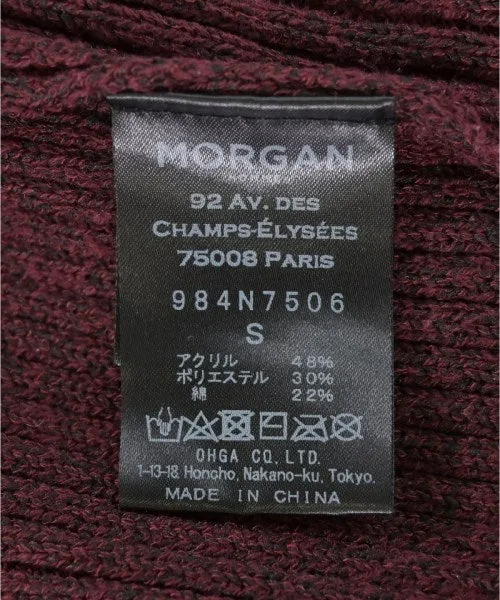 MORGAN
92 AV. DES
CHAMPS-ÉLYSÉES
75008 PARIS
984N7506
S
アクリル 48%
ポリエステル 30%
綿 22%
OHGA CO., LTD.
1-13-18, Honcho, Nakano-ku, Tokyo.
MADE IN CHINA